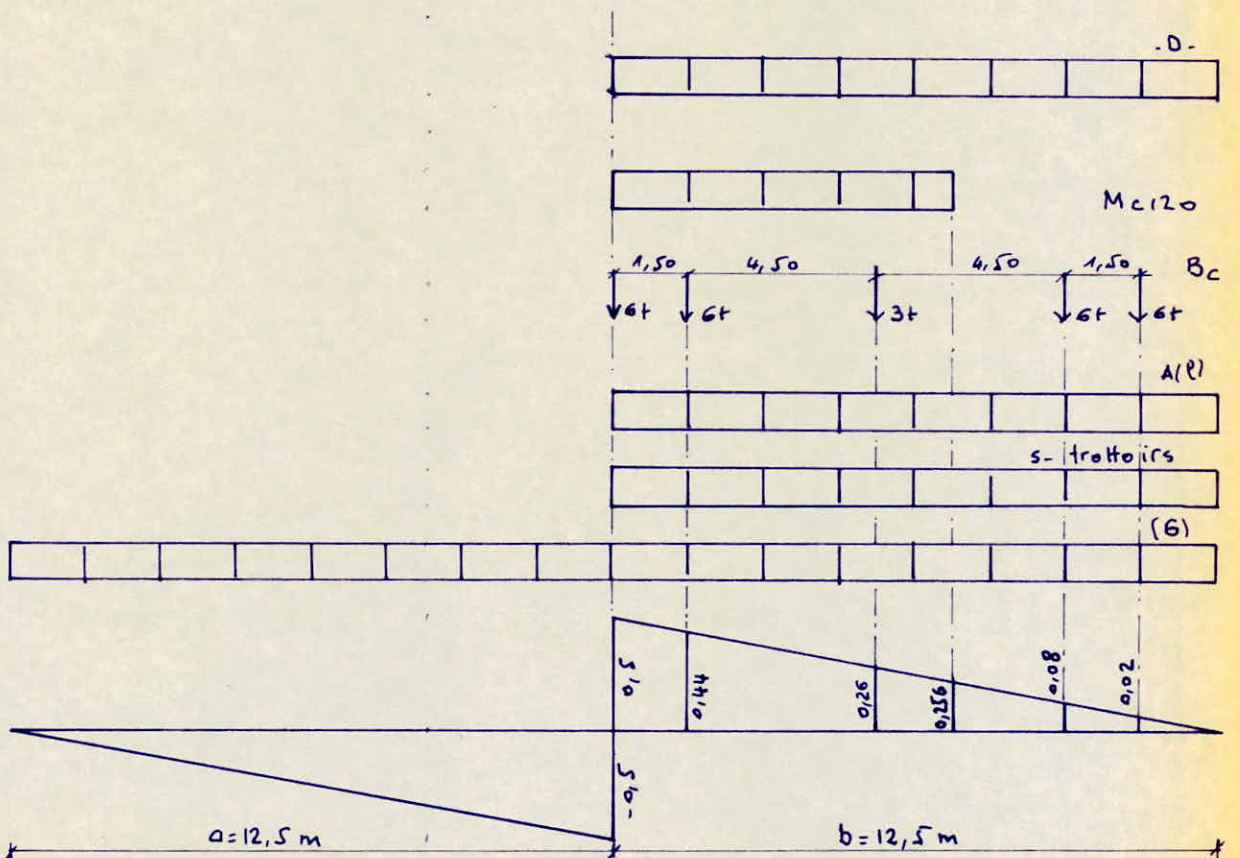 -D-
Mc120
1,50 4,50 4,50 1,50 Bc
6t 6t 3t 6t 6t
A(l)
s-trottoirs
(G)
0,5 0,44 0,26 0,256 0,08 0,02
-0,5
a=12,5 m b=12,5 m